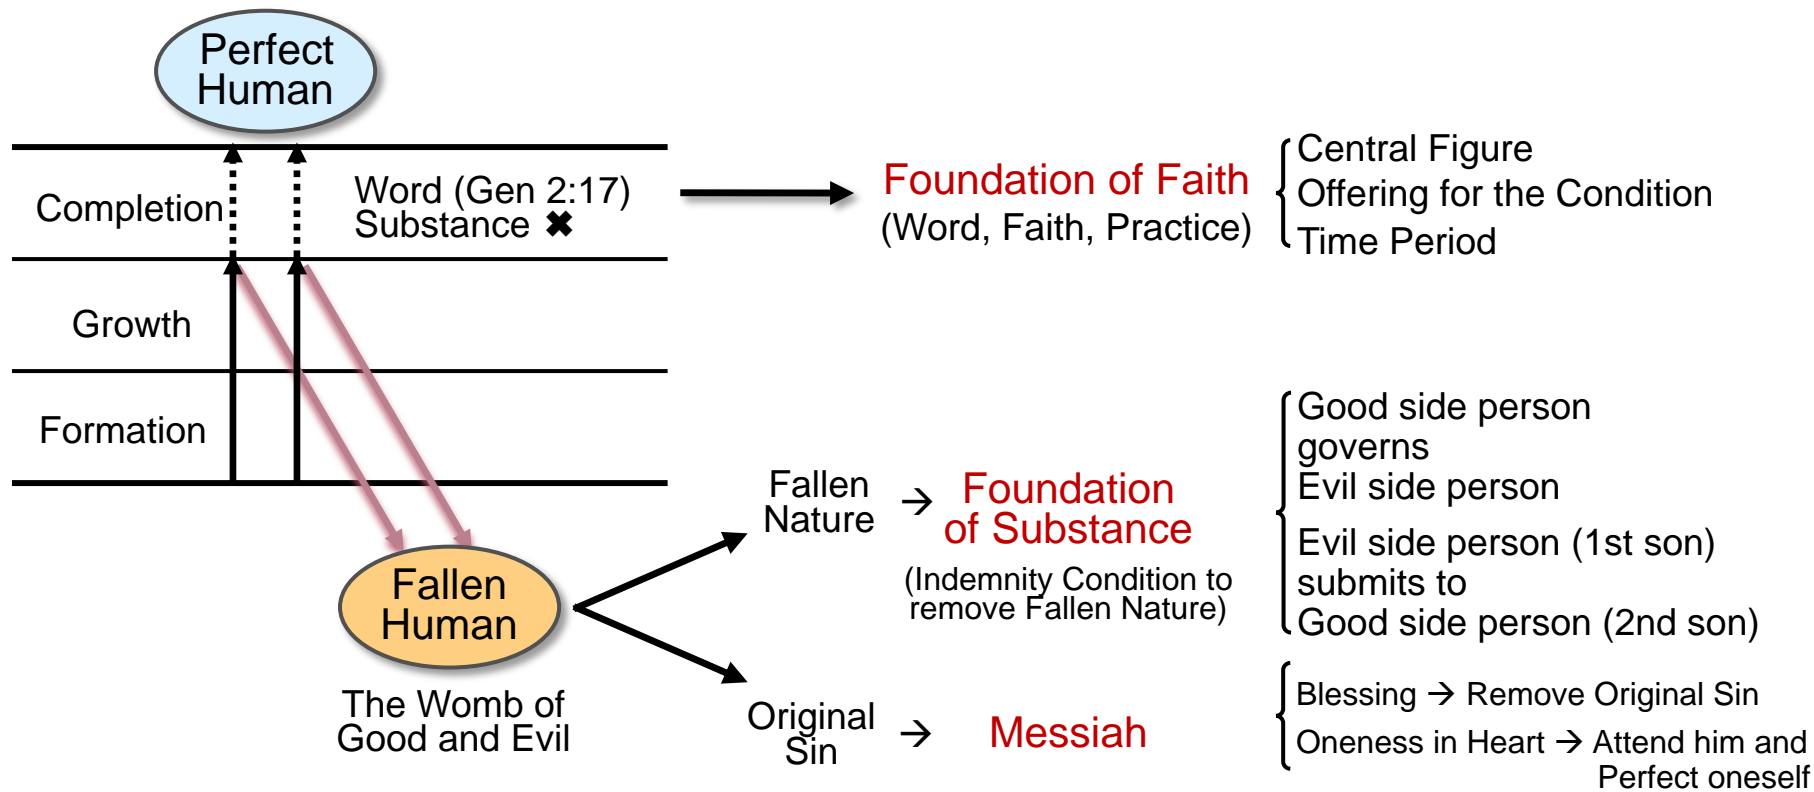 Perfect
Human
Completion
Word (Gen 2:17)
Substance ✖
Foundation of Faith
(Word, Faith, Practice)
Central Figure
Offering for the Condition
Time Period
Growth
Formation
Fallen
Human
The Womb of
Good and Evil
Fallen
Nature
→
Foundation
of Substance
(Indemnity Condition to
remove Fallen Nature)
Good side person
governs
Evil side person
Evil side person (1st son)
submits to
Good side person (2nd son)
Original
Sin
→
Messiah
Blessing → Remove Original Sin
Oneness in Heart → Attend him and
Perfect oneself